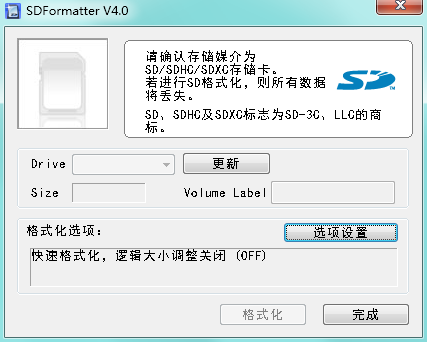 SDFormatter V4.0
请确认存储媒介为
SD/SDHC/SDXC存储卡。
若进行SD格式化，则所有数据
将丢失。
SD、SDHC及SDXC标志为SD-3C, LLC的商
标。
SD
Drive
更新
Size
Volume Label
格式化选项：
选项设置
快速格式化，逻辑大小调整关闭 (OFF)
格式化
完成